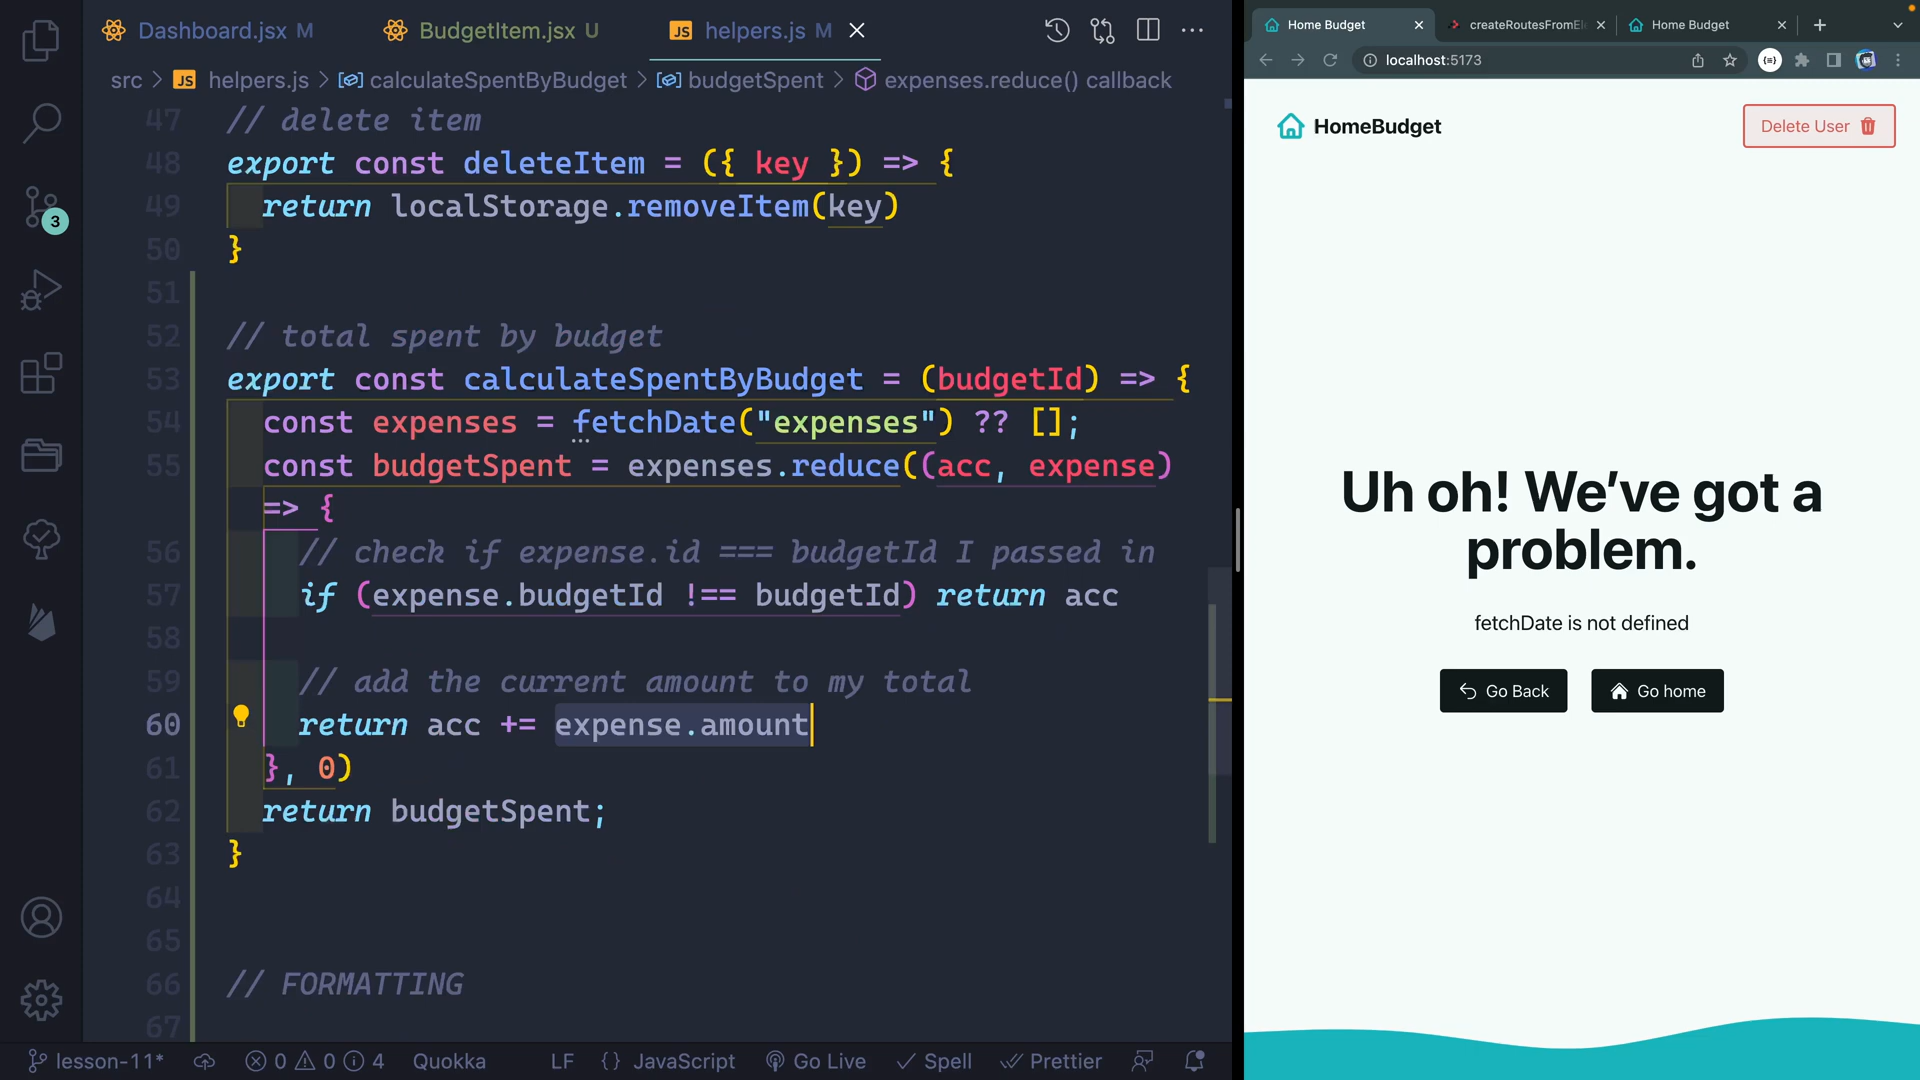 Dashboard.jsx M
BudgetItem.jsx U
JS helpers.js M
src > JS helpers.js > calculateSpentByBudget > budgetSpent > expenses.reduce() callback
47 // delete item
48 export const deleteItem = ({ key }) => {
49 return localStorage.removeItem(key)
50 }
51
52 // total spent by budget
53 export const calculateSpentByBudget = (budgetId) => {
54 const expenses = fetchDate("expenses") ?? [];
55 const budgetSpent = expenses.reduce((acc, expense)
=> {
56 // check if expense.id === budgetId I passed in
57 if (expense.budgetId !== budgetId) return acc
58
59 // add the current amount to my total
60 return acc += expense.amount
61 }, 0)
62 return budgetSpent;
63 }
64
65
66 // FORMATTING
67
3
lesson-11* 0 0 4 Quokka LF {} JavaScript Go Live Spell Prettier
Home Budget
createRoutesFromEl
Home Budget
localhost:5173
HomeBudget
Delete User
Uh oh! We've got a
problem.
fetchDate is not defined
Go Back
Go home